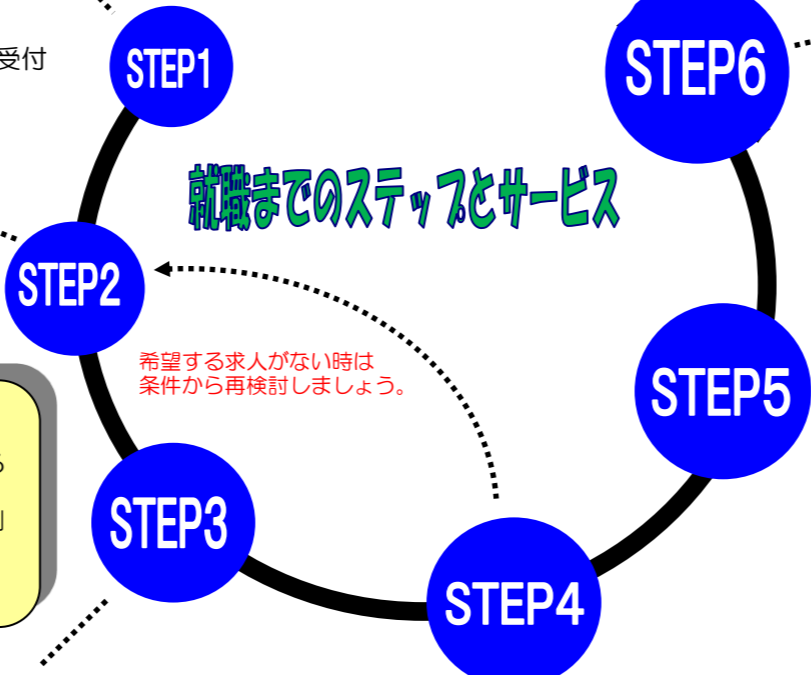 STEP1
受付
STEP6
就職までのステップとサービス
STEP2
希望する求人がない時は
条件から再検討しましょう。
STEP5
STEP3
STEP4